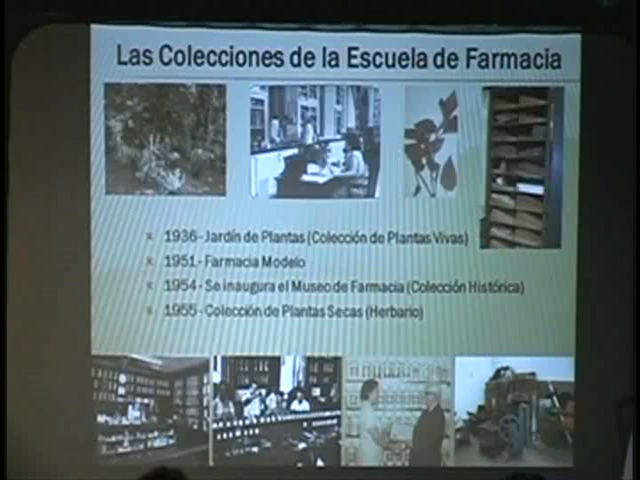 Las Colecciones de la Escuela de Farmacia
1936- Jardín de Plantas (Colección de Plantas Vivas)
1951- Farmacia Modelo
1954 - Se inaugura el Museo de Farmacia (Colección Histórica)
1955- Colección de Plantas Secas (Herbario)